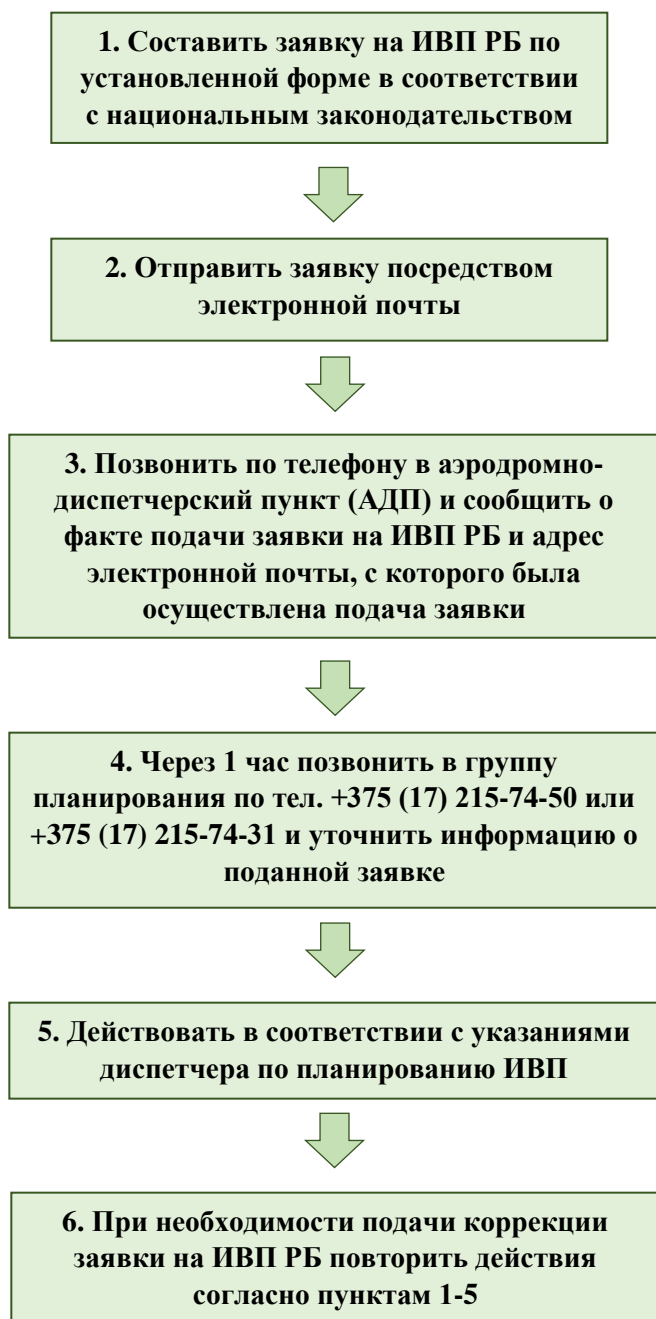 1. Составить заявку на ИВП РБ по
установленной форме в соответствии
с национальным законодательством
2. Отправить заявку посредством
электронной почты
3. Позвонить по телефону в аэродромно-
диспетчерский пункт (АДП) и сообщить о
факте подачи заявки на ИВП РБ и адрес
электронной почты, с которого была
осуществлена подача заявки
4. Через 1 час позвонить в группу
планирования по тел. +375 (17) 215-74-50 или
+375 (17) 215-74-31 и уточнить информацию о
поданной заявке
5. Действовать в соответствии с указаниями
диспетчера по планированию ИВП
6. При необходимости подачи коррекции
заявки на ИВП РБ повторить действия
согласно пунктам 1-5